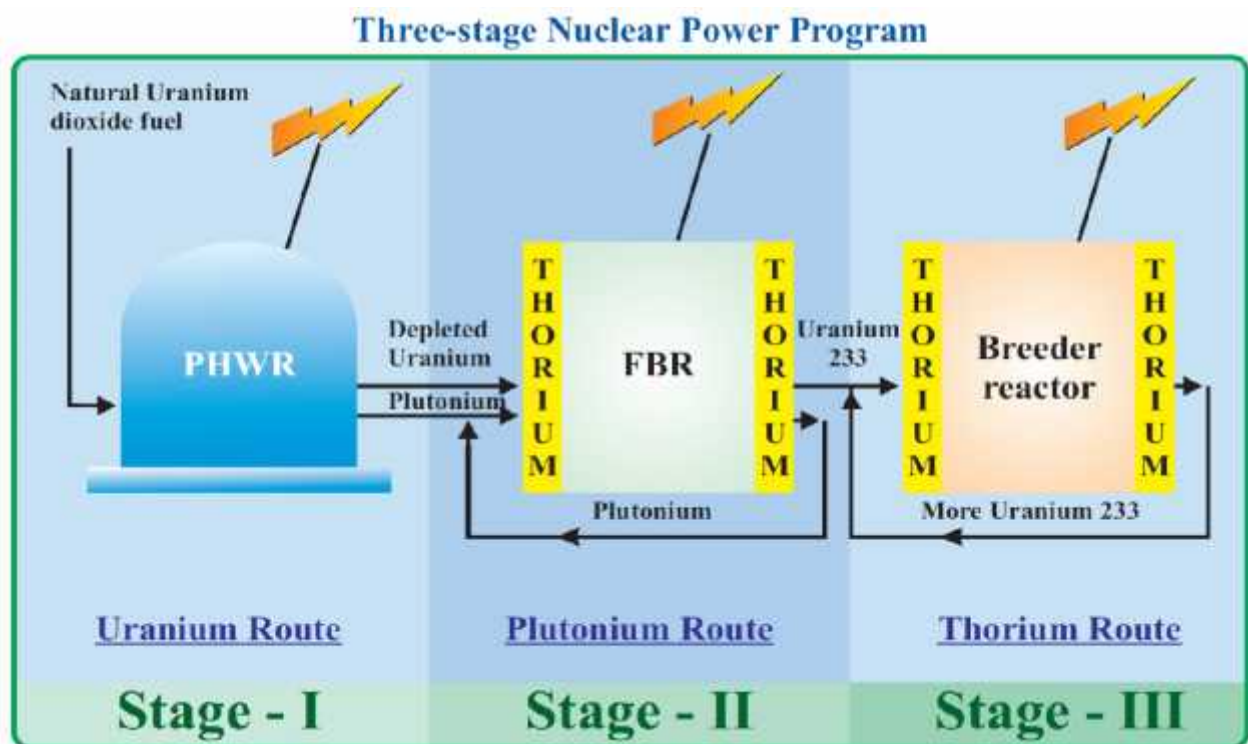 Three-stage Nuclear Power Program
Natural Uranium
dioxide fuel
PHWR
Depleted
Uranium
Plutonium
THORIUM
FBR
THORIUM
Plutonium
Uranium
233
THORIUM
Breeder
reactor
THORIUM
More Uranium 233
Uranium Route
Plutonium Route
Thorium Route
Stage - I
Stage - II
Stage - III